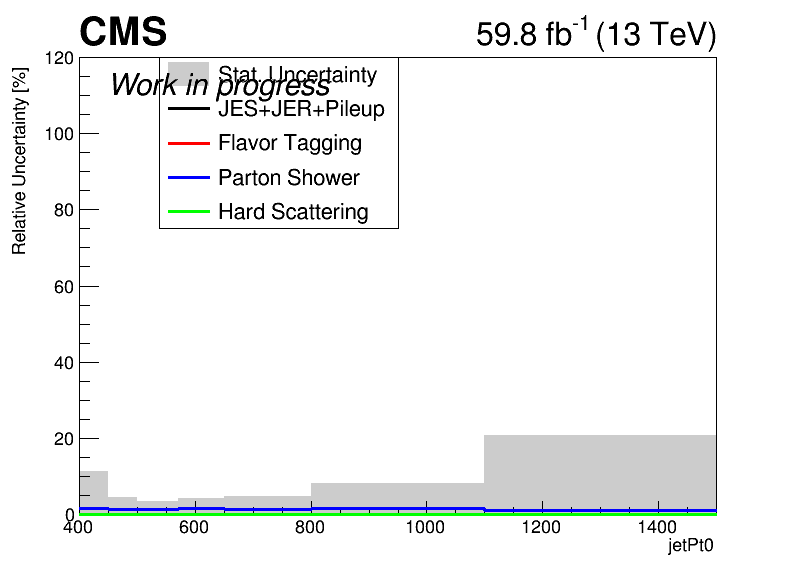 CMS
59.8 fb-1 (13 TeV)
Relative Uncertainty [%]
Work in progress
Stat. Uncertainty
JES+JER+Pileup
Flavor Tagging
Parton Shower
Hard Scattering
120
100
80
60
40
20
0
400 600 800 1000 1200 1400
jetPt0